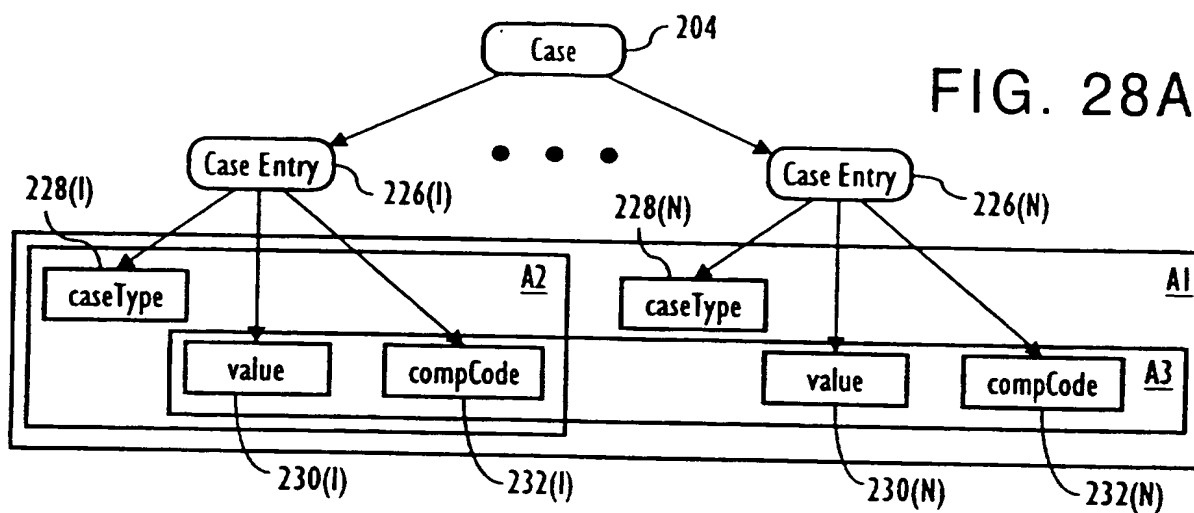 204
Case
FIG. 28A
Case Entry
226(I)
Case Entry
226(N)
228(I)
228(N)
A2
A1
caseType
caseType
value
compCode
value
compCode
A3
230(I)
232(I)
230(N)
232(N)